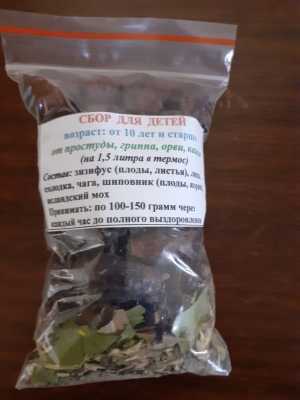 СБОР ДЛЯ ДЕТЕЙ
возраст: от 10 лет и старше
от простуды, гриппа, орви,
(на 1,5 литра в термос)
Состав: зизифус (плоды, листья),
солодка, чага, шиповник (плоды,
исландский мох
Принимать: по 100-150 грамм через
каждый час до полного выздоровления